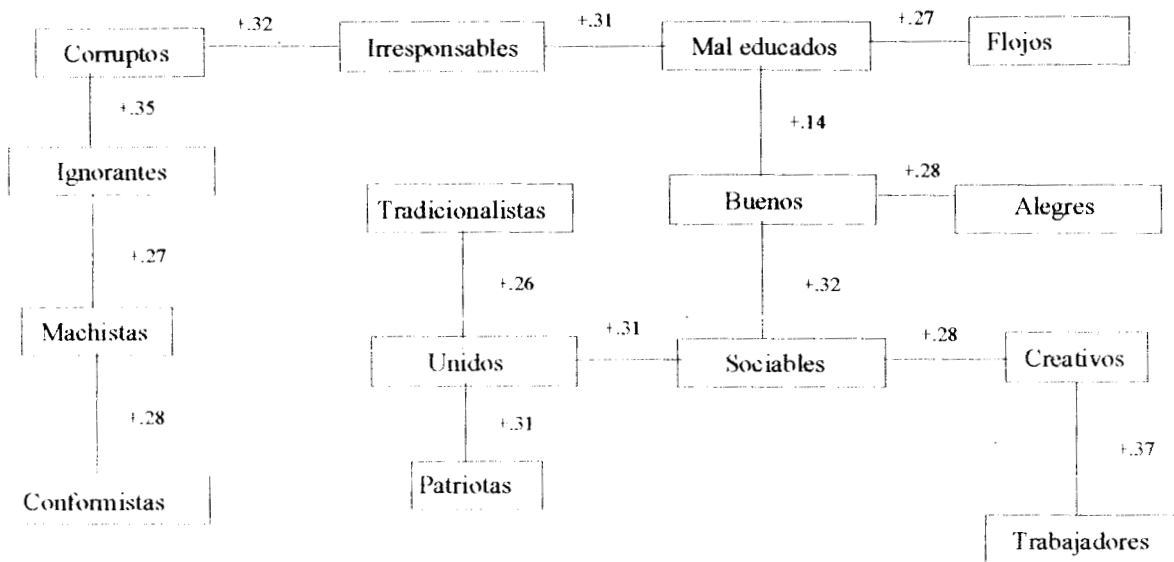 +.32
+.31
+.27
Corruptos
Irresponsables
Mal educados
Flojos
+.35
+.14
Ignorantes
+.28
Tradicionalistas
Buenos
Alegres
+.27
+.26
+.32
Machistas
+.31
+.28
Unidos
Sociables
Creativos
+.28
+.31
+.37
Conformistas
Patriotas
Trabajadores